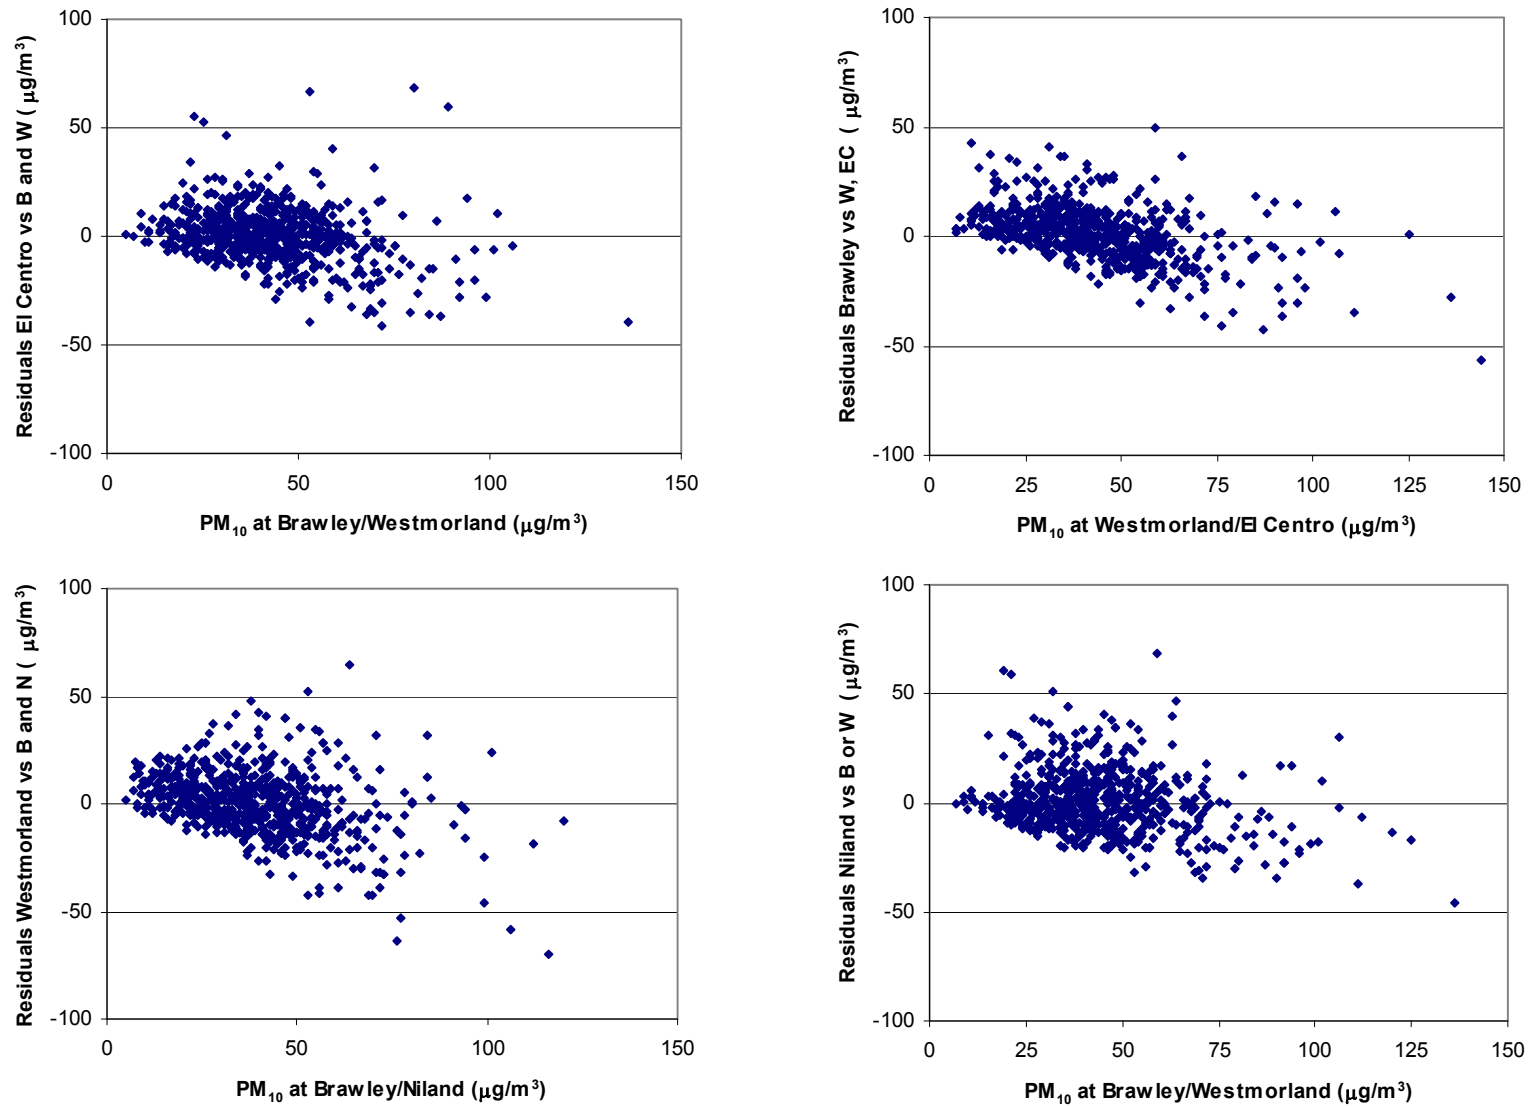 Residuals El Centro vs B and W ( µg/m³)
100
50
0
-50
-100
0 50 100 150
PM₁₀ at Brawley/Westmorland (µg/m³)
Residuals Brawley vs W, EC ( µg/m³)
100
50
0
-50
-100
0 25 50 75 100 125 150
PM₁₀ at Westmorland/El Centro (µg/m³)
Residuals Westmorland vs B and N ( µg/m³)
100
50
0
-50
-100
0 50 100 150
PM₁₀ at Brawley/Niland (µg/m³)
Residuals Niland vs B or W (µg/m³)
100
50
0
-50
-100
0 25 50 75 100 125 150
PM₁₀ at Brawley/Westmorland (µg/m³)